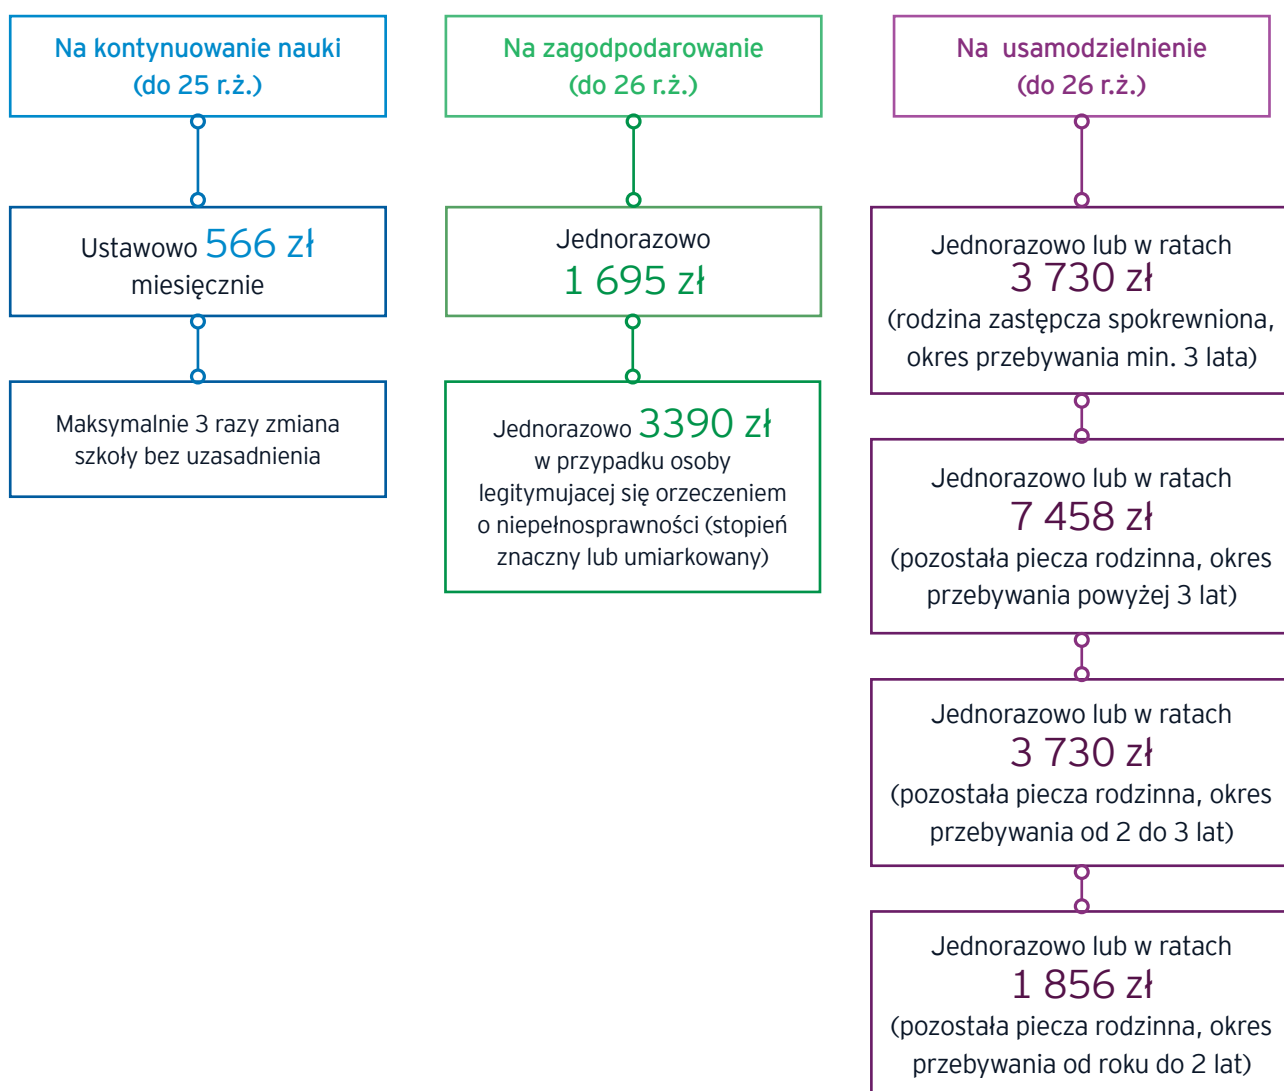 Na kontynuowanie nauki
(do 25 r.ż.)
Ustawowo 566 zł
miesięcznie
Maksymalnie 3 razy zmiana
szkoły bez uzasadnienia
Na zagodpodarowanie
(do 26 r.ż.)
Jednorazowo
1 695 zł
Jednorazowo 3390 zł
w przypadku osoby
legitymujacej się orzeczeniem
o niepełnosprawności (stopień
znaczny lub umiarkowany)
Na usamodzielnienie
(do 26 r.ż.)
Jednorazowo lub w ratach
3 730 zł
(rodzina zastępcza spokrewniona,
okres przebywania min. 3 lata)
Jednorazowo lub w ratach
7 458 zł
(pozostała piecza rodzinna, okres
przebywania powyżej 3 lat)
Jednorazowo lub w ratach
3 730 zł
(pozostała piecza rodzinna, okres
przebywania od 2 do 3 lat)
Jednorazowo lub w ratach
1 856 zł
(pozostała piecza rodzinna, okres
przebywania od roku do 2 lat)